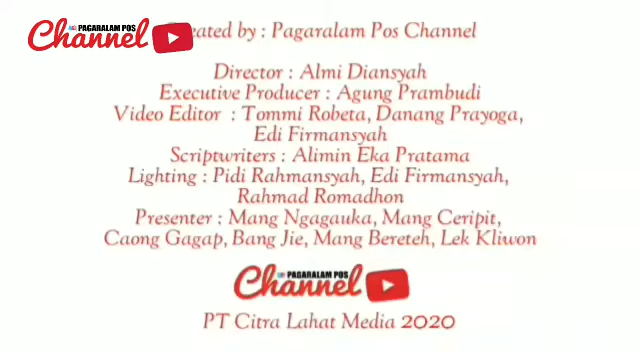 PAGARALAM POS
Channel
Created by : Pagaralam Pos Channel
Director : Almi Diansyah
Executive Producer : Agung Prambudi
Video Editor : Tommi Robeta, Danang Prayoga,
Edi Firmansyah
Scriptwriters : Alimin Eka Pratama
Lighting : Pidi Rahmansyah, Edi Firmansyah,
Rahmad Romadhon
Presenter : Mang Ngagauka, Mang Ceripit,
Caong Gagap, Bang Jie, Mang Bereteh, Lek Kliwon
PAGARALAM POS
Channel
PT Citra Lahat Media 2020